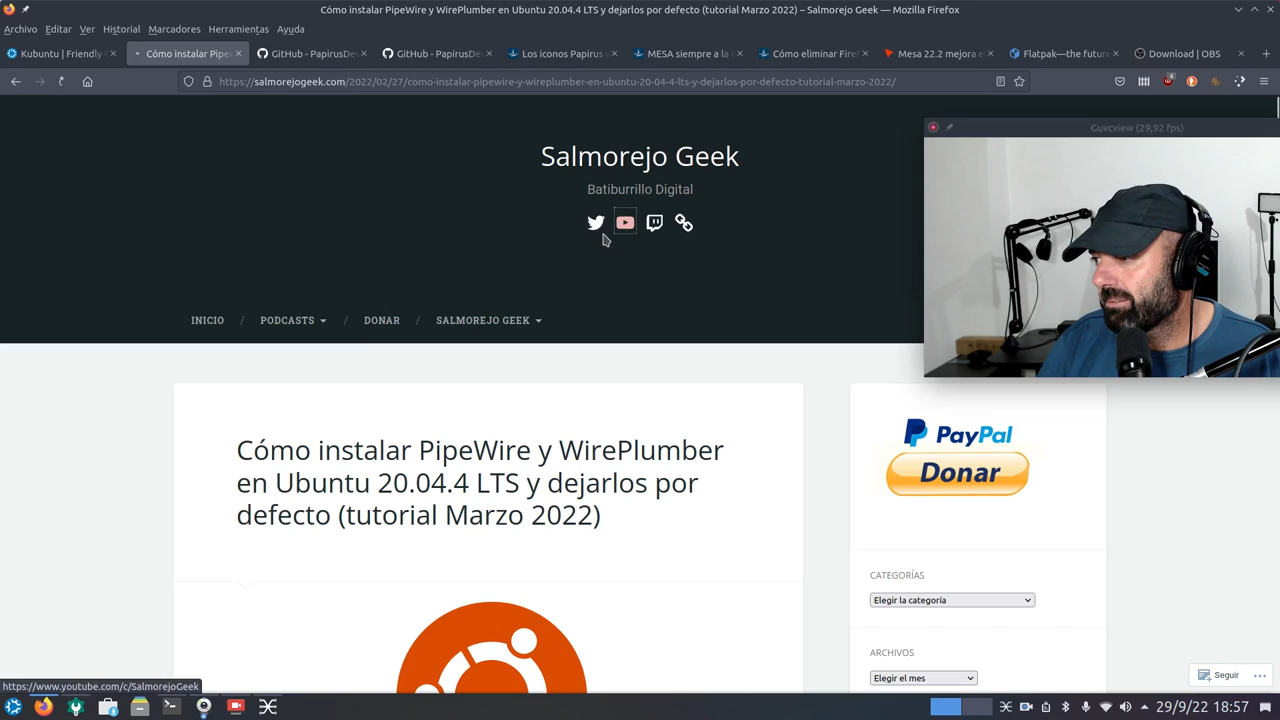 Cómo instalar PipeWire y WirePlumber en Ubuntu 20.04.4 LTS y dejarlos por defecto (tutorial Marzo 2022) – Salmorejo Geek — Mozilla Firefox
Archivo Editar Ver Historial Marcadores Herramientas Ayuda
Kubuntu | Friendly C
Cómo instalar PipeW
GitHub - PapirusDev
GitHub - PapirusDev
Los iconos Papirus
MESA siempre a la
Cómo eliminar Firef
Mesa 22.2 mejora e
Flatpak—the future
Download | OBS
https://salmorejogeek.com/2022/02/27/como-instalar-pipewire-y-wireplumber-en-ubuntu-20-04-4-lts-y-dejarlos-por-defecto-tutorial-marzo-2022/
Guvcview (29,92 fps)
Salmorejo Geek
Batiburrillo Digital
INICIO / PODCASTS / DONAR / SALMOREJO GEEK
Cómo instalar PipeWire y WirePlumber
en Ubuntu 20.04.4 LTS y dejarlos por
defecto (tutorial Marzo 2022)
PayPal
Donar
CATEGORÍAS
Elegir la categoría
ARCHIVOS
Elegir el mes
Seguir
https://www.youtube.com/c/SalmorejoGeek
29/9/22 18:57